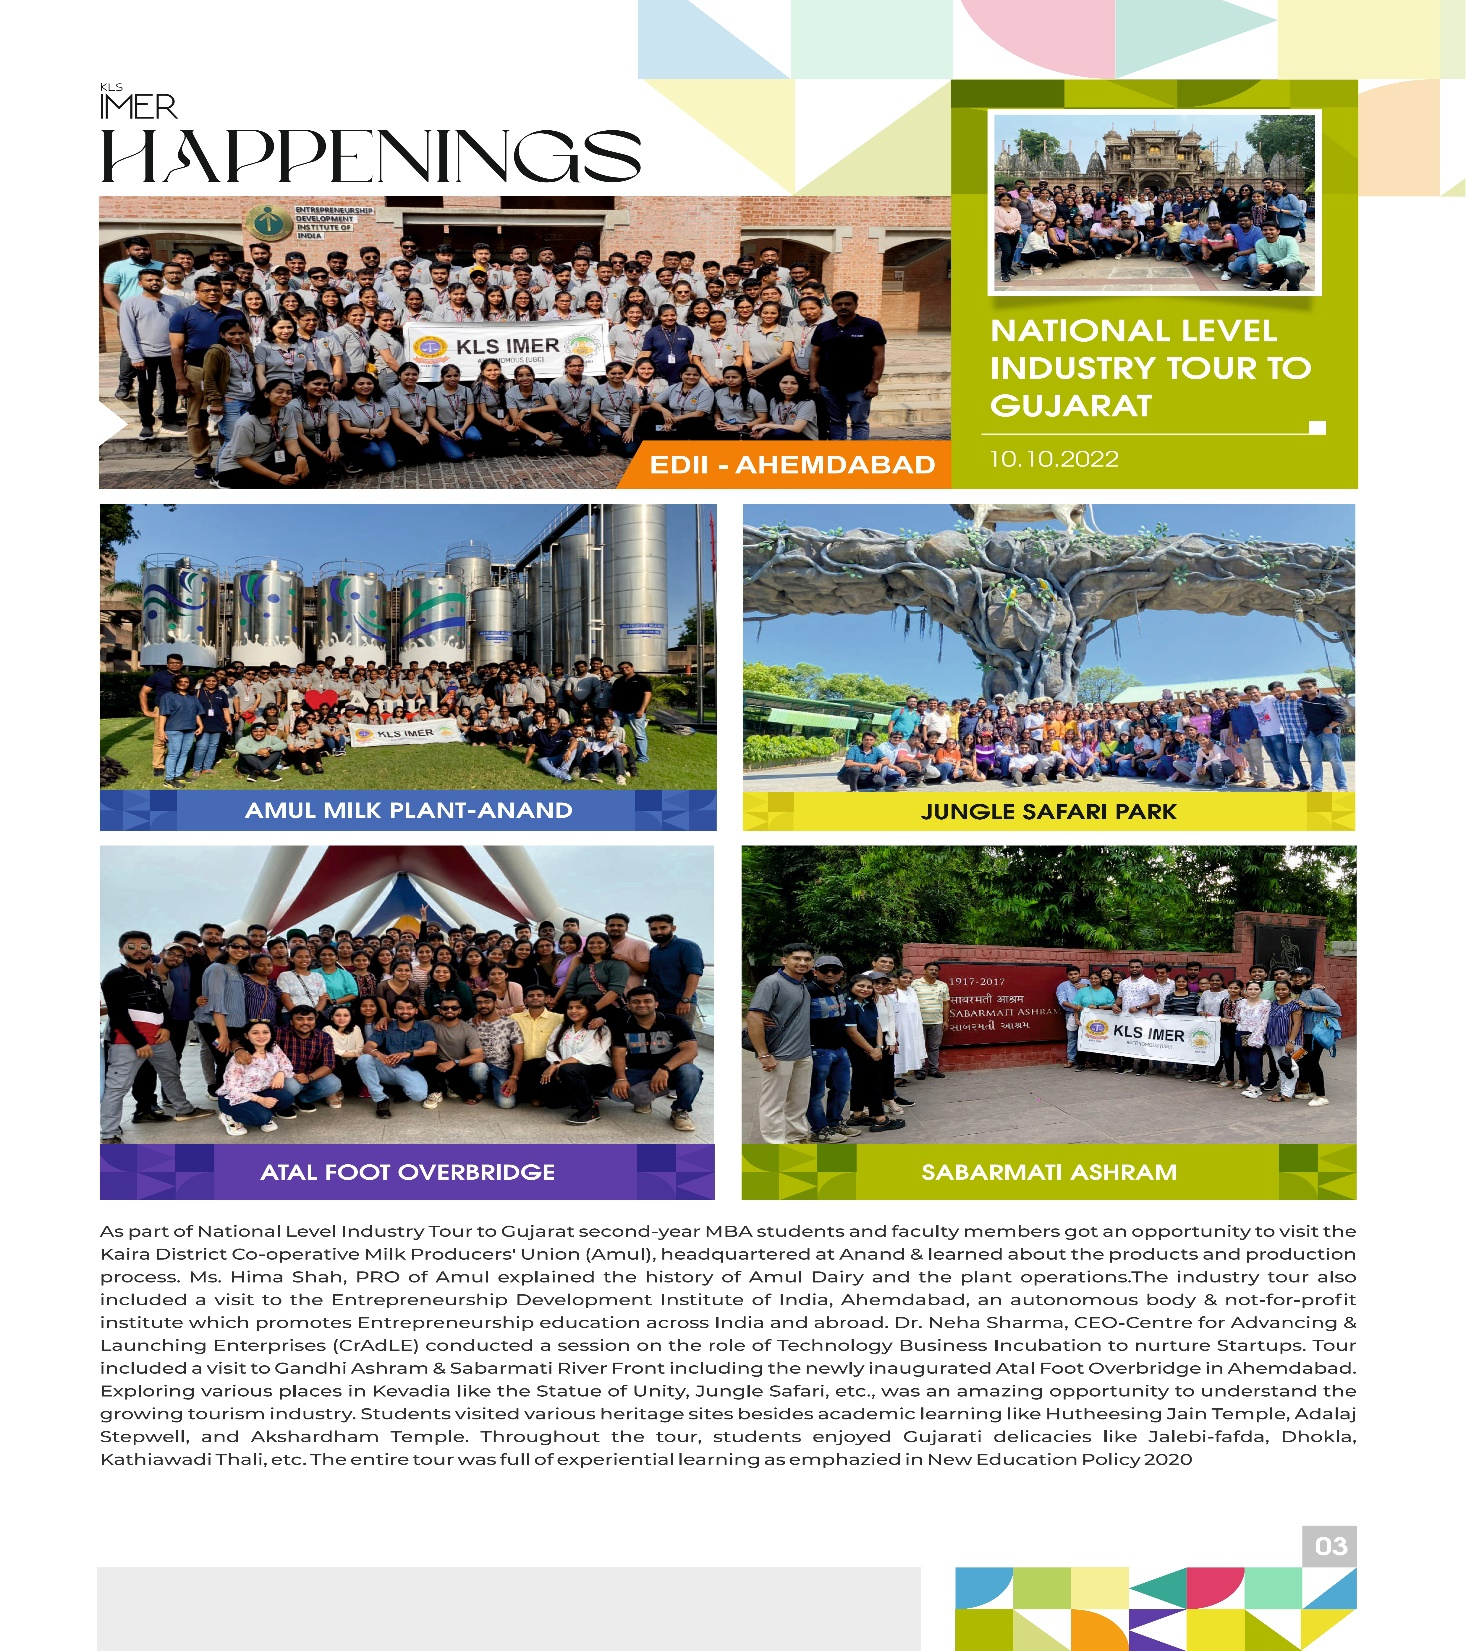 KLS
IMER
HAPPENINGS
ENTREPRENEURSHIP
DEVELOPMENT
INSTITUTE OF
INDIA
KLS IMER
AUTONOMOUS (UGC)
EDII - AHEMDABAD
NATIONAL LEVEL
INDUSTRY TOUR TO
GUJARAT
10.10.2022
KLS IMER
AMUL MILK PLANT-ANAND
JUNGLE SAFARI PARK
ATAL FOOT OVERBRIDGE
1917-2017
साबरमती आश्रम
SABARMATI ASHRAM
સાબરમતી આશ્રમ
KLS IMER
SABARMATI ASHRAM
As part of National Level Industry Tour to Gujarat second-year MBA students and faculty members got an opportunity to visit the
Kaira District Co-operative Milk Producers' Union (Amul), headquartered at Anand & learned about the products and production
process. Ms. Hima Shah, PRO of Amul explained the history of Amul Dairy and the plant operations.The industry tour also
included a visit to the Entrepreneurship Development Institute of India, Ahemdabad, an autonomous body & not-for-profit
institute which promotes Entrepreneurship education across India and abroad. Dr. Neha Sharma, CEO-Centre for Advancing &
Launching Enterprises (CrAdLE) conducted a session on the role of Technology Business Incubation to nurture Startups. Tour
included a visit to Gandhi Ashram & Sabarmati River Front including the newly inaugurated Atal Foot Overbridge in Ahemdabad.
Exploring various places in Kevadia like the Statue of Unity, Jungle Safari, etc., was an amazing opportunity to understand the
growing tourism industry. Students visited various heritage sites besides academic learning like Hutheesing Jain Temple, Adalaj
Stepwell, and Akshardham Temple. Throughout the tour, students enjoyed Gujarati delicacies like Jalebi-fafda, Dhokla,
Kathiawadi Thali, etc. The entire tour was full of experiential learning as emphazied in New Education Policy 2020
03